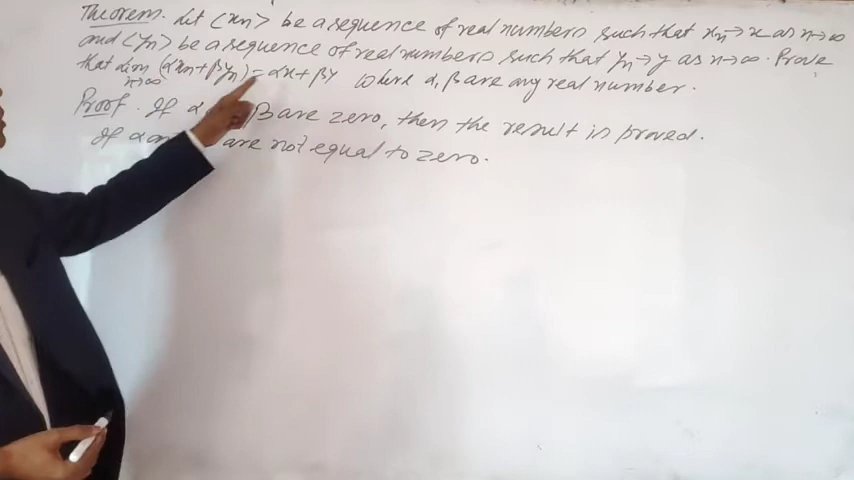 Theorem. Let <xn> be a sequence of real numbers such that xn→x as n→∞
and <yn> be a sequence of real numbers such that yn→y as n→∞. Prove
that lim n→∞ (αxn+βyn)=αx+βy where α, β are any real number.
Proof. If α β are zero, then the result is proved.
If α are not equal to zero.